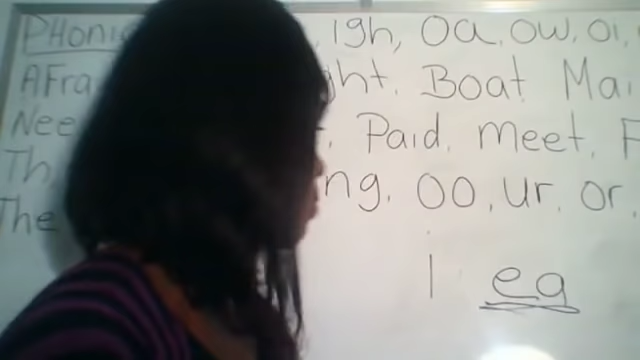 Phonic igh, oa, ow, oi,
Afra ght. Boat Mai
Nee Paid, meet, F
Th ng, oo, ur, or,
The
ea